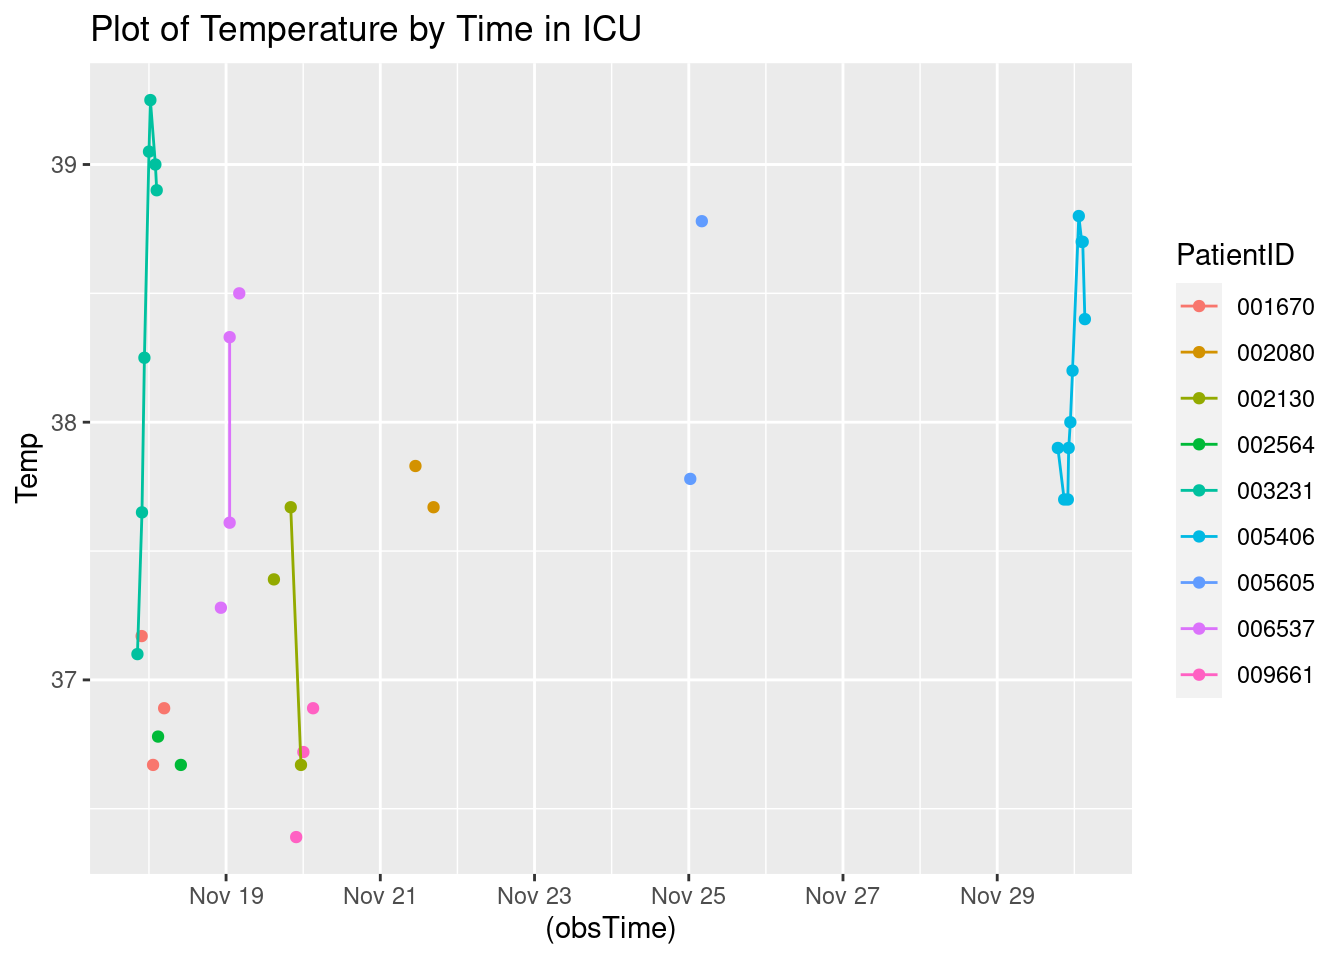 Plot of Temperature by Time in ICU
39
38
37
Temp
Nov 19 Nov 21 Nov 23 Nov 25 Nov 27 Nov 29
(obsTime)
PatientID
001670
002080
002130
002564
003231
005406
005605
006537
009661